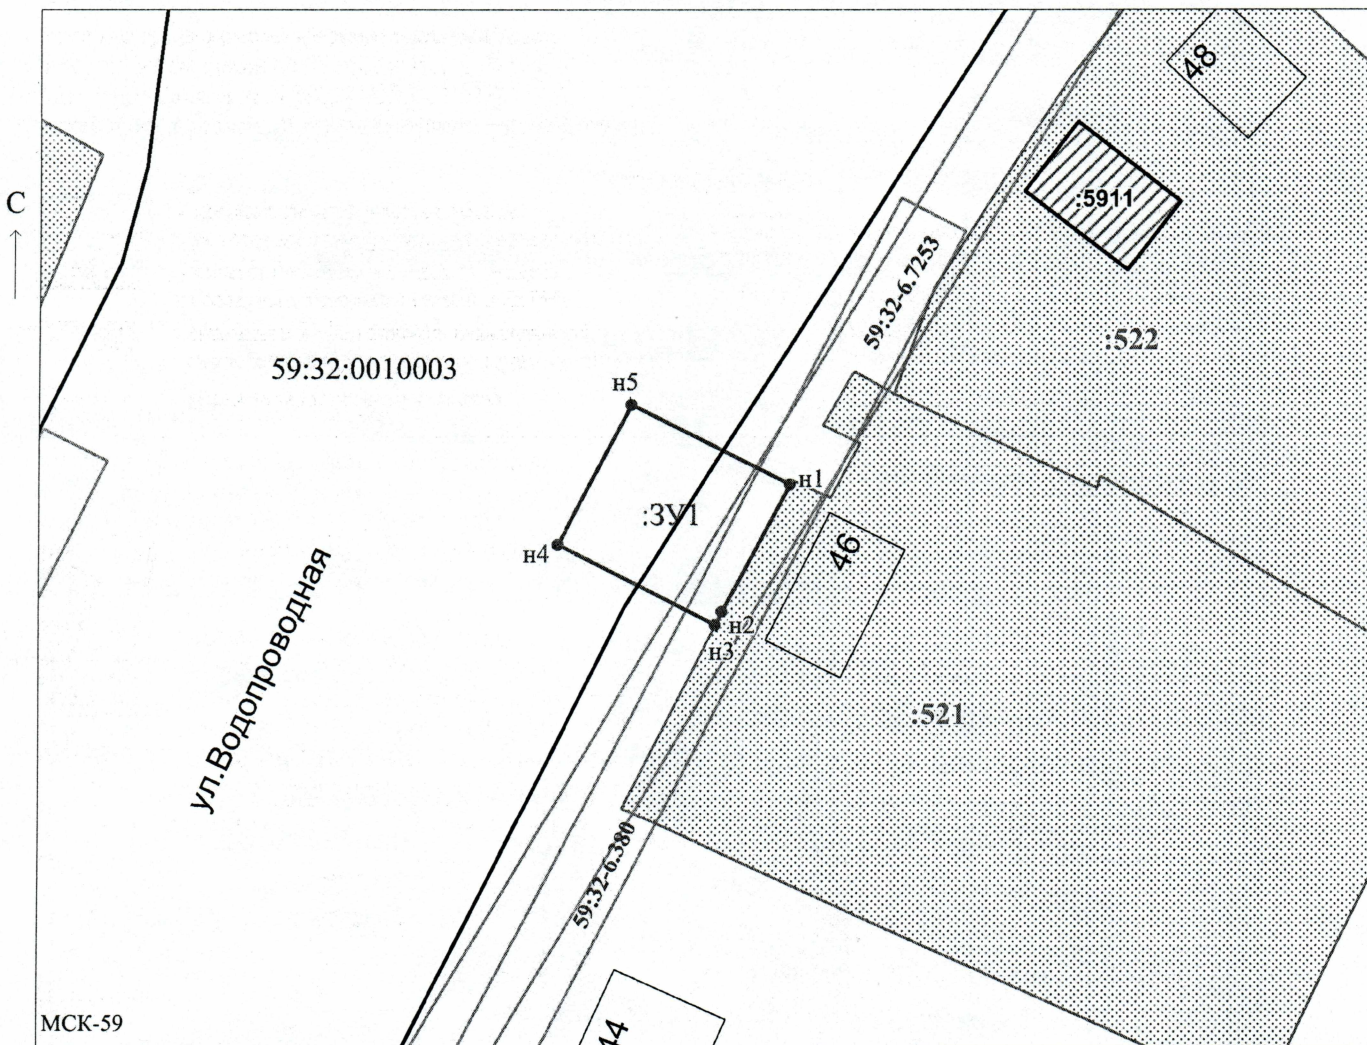 48
:5911
С
59:32-6.7253
:522
59:32:0010003
н5
н1
:ЗУ1
н4
46
н2
н3
ул.Водопроводная
:521
59:32-6.380
44
МСК-59